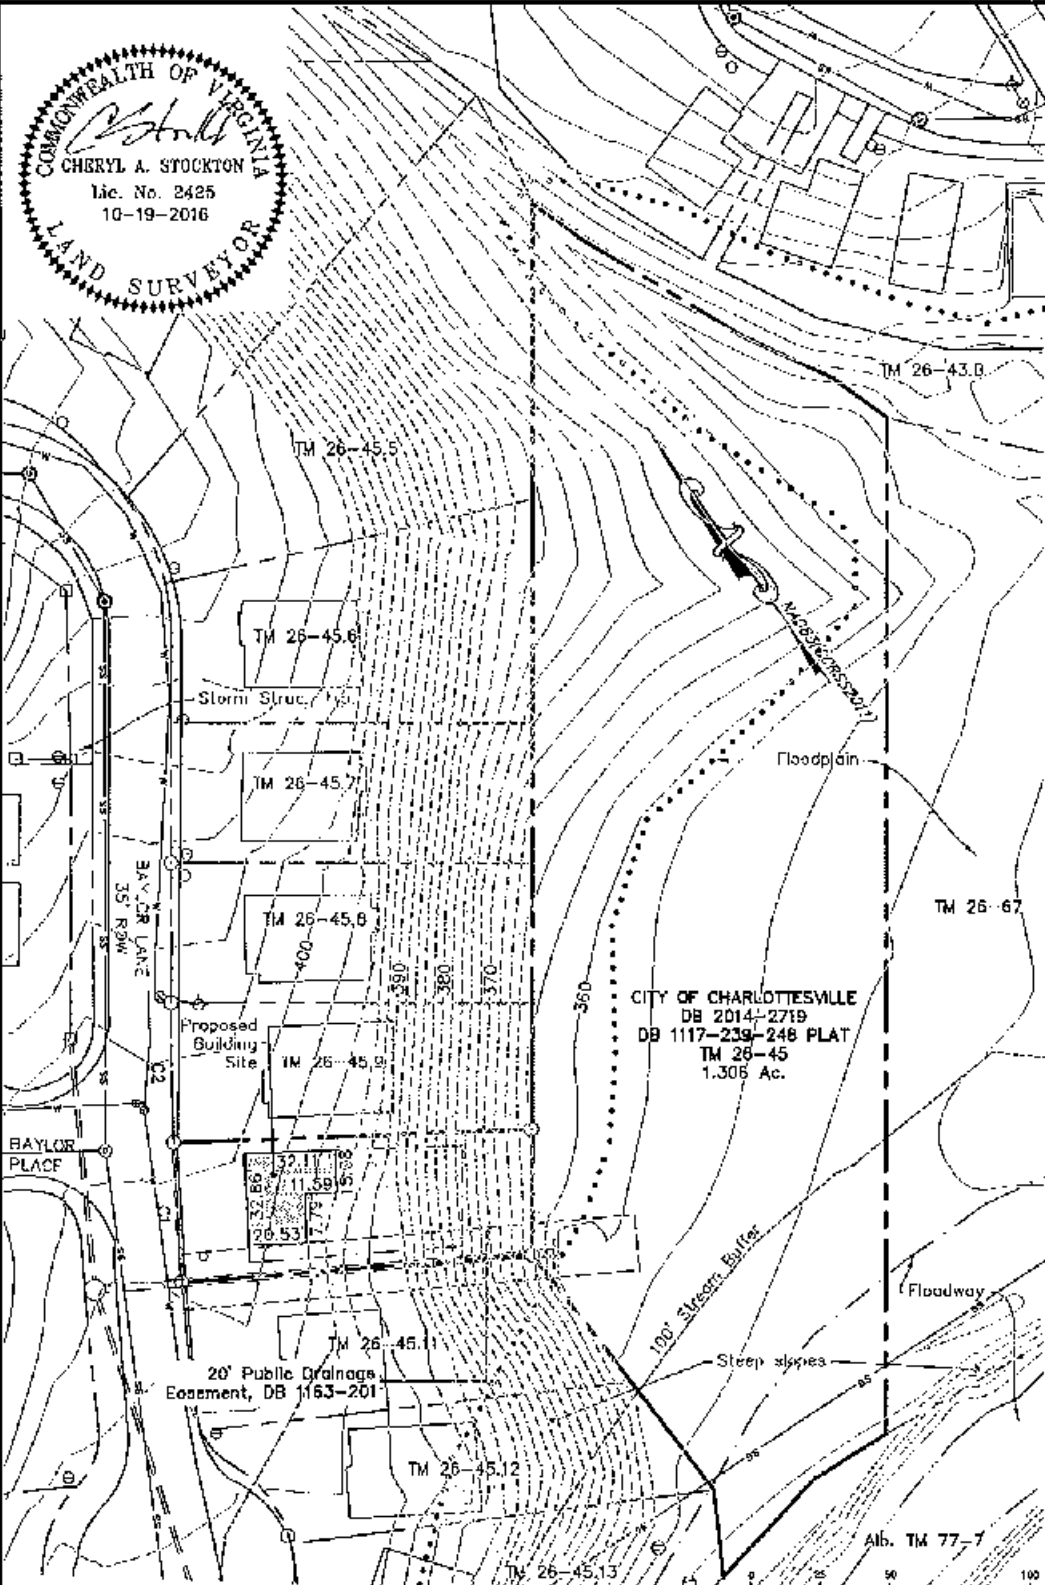 COMMONWEALTH OF VIRGINIA
CHERYL A. STOCKTON
Lic. No. 2425
10-19-2016
LAND SURVEYOR
TM 26-43.B
TM 26-45.5
TM 26-45.6
Storm Struc.
Floodplain
TM 26-45.7
BAYLOR LANE
35' ROW
TM 26-45.8
400
390
380
370
360
TM 26-67
CITY OF CHARLOTTESVILLE
DB 2014-2719
DB 1117-239-248 PLAT
TM 26-45
1.306 Ac.
Proposed
Building
Site
TM 26-45.9
C2
BAYLOR
PLACE
32.11
11.59
32.86
20.53
C1
100' Stream Buffer
Floodway
TM 26-45.11
Steep slopes
20' Public Drainage
Easement, DB 1163-201
TM 26-45.12
Alb. TM 77-7
TM 26-45.13
0 25 50 100